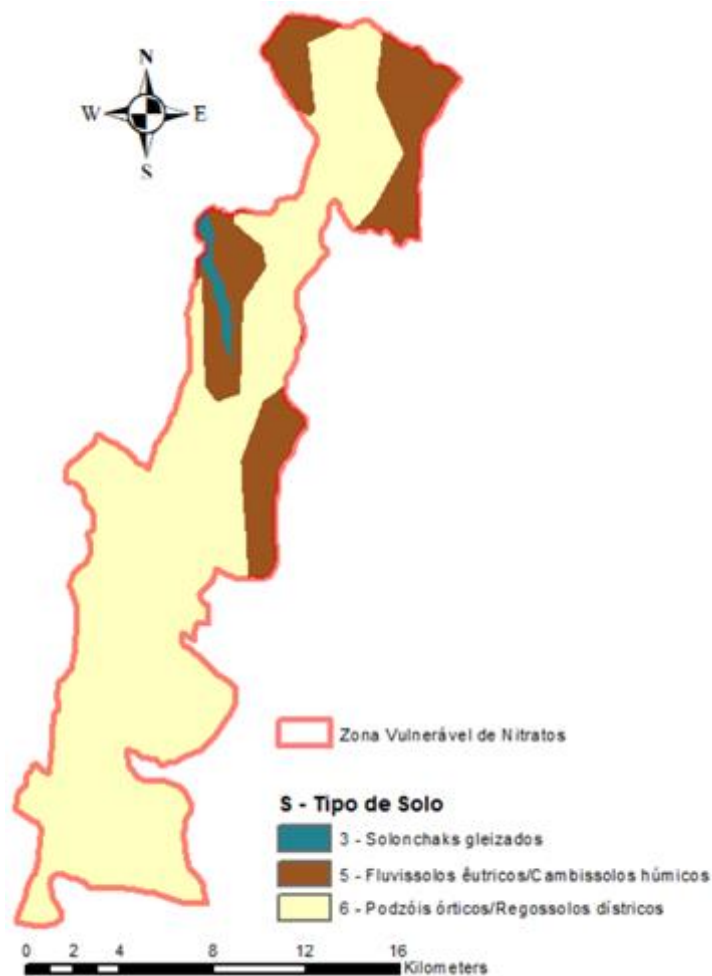 N
W E
S
Zona Vulnerável de Nitratos
S - Tipo de Solo
3 - Solonchaks gleizados
5 - Fluvissolos êutricos/Cambissolos húmicos
6 - Podzóis órticos/Regossolos dístricos
0 2 4 8 12 16
Kilometers